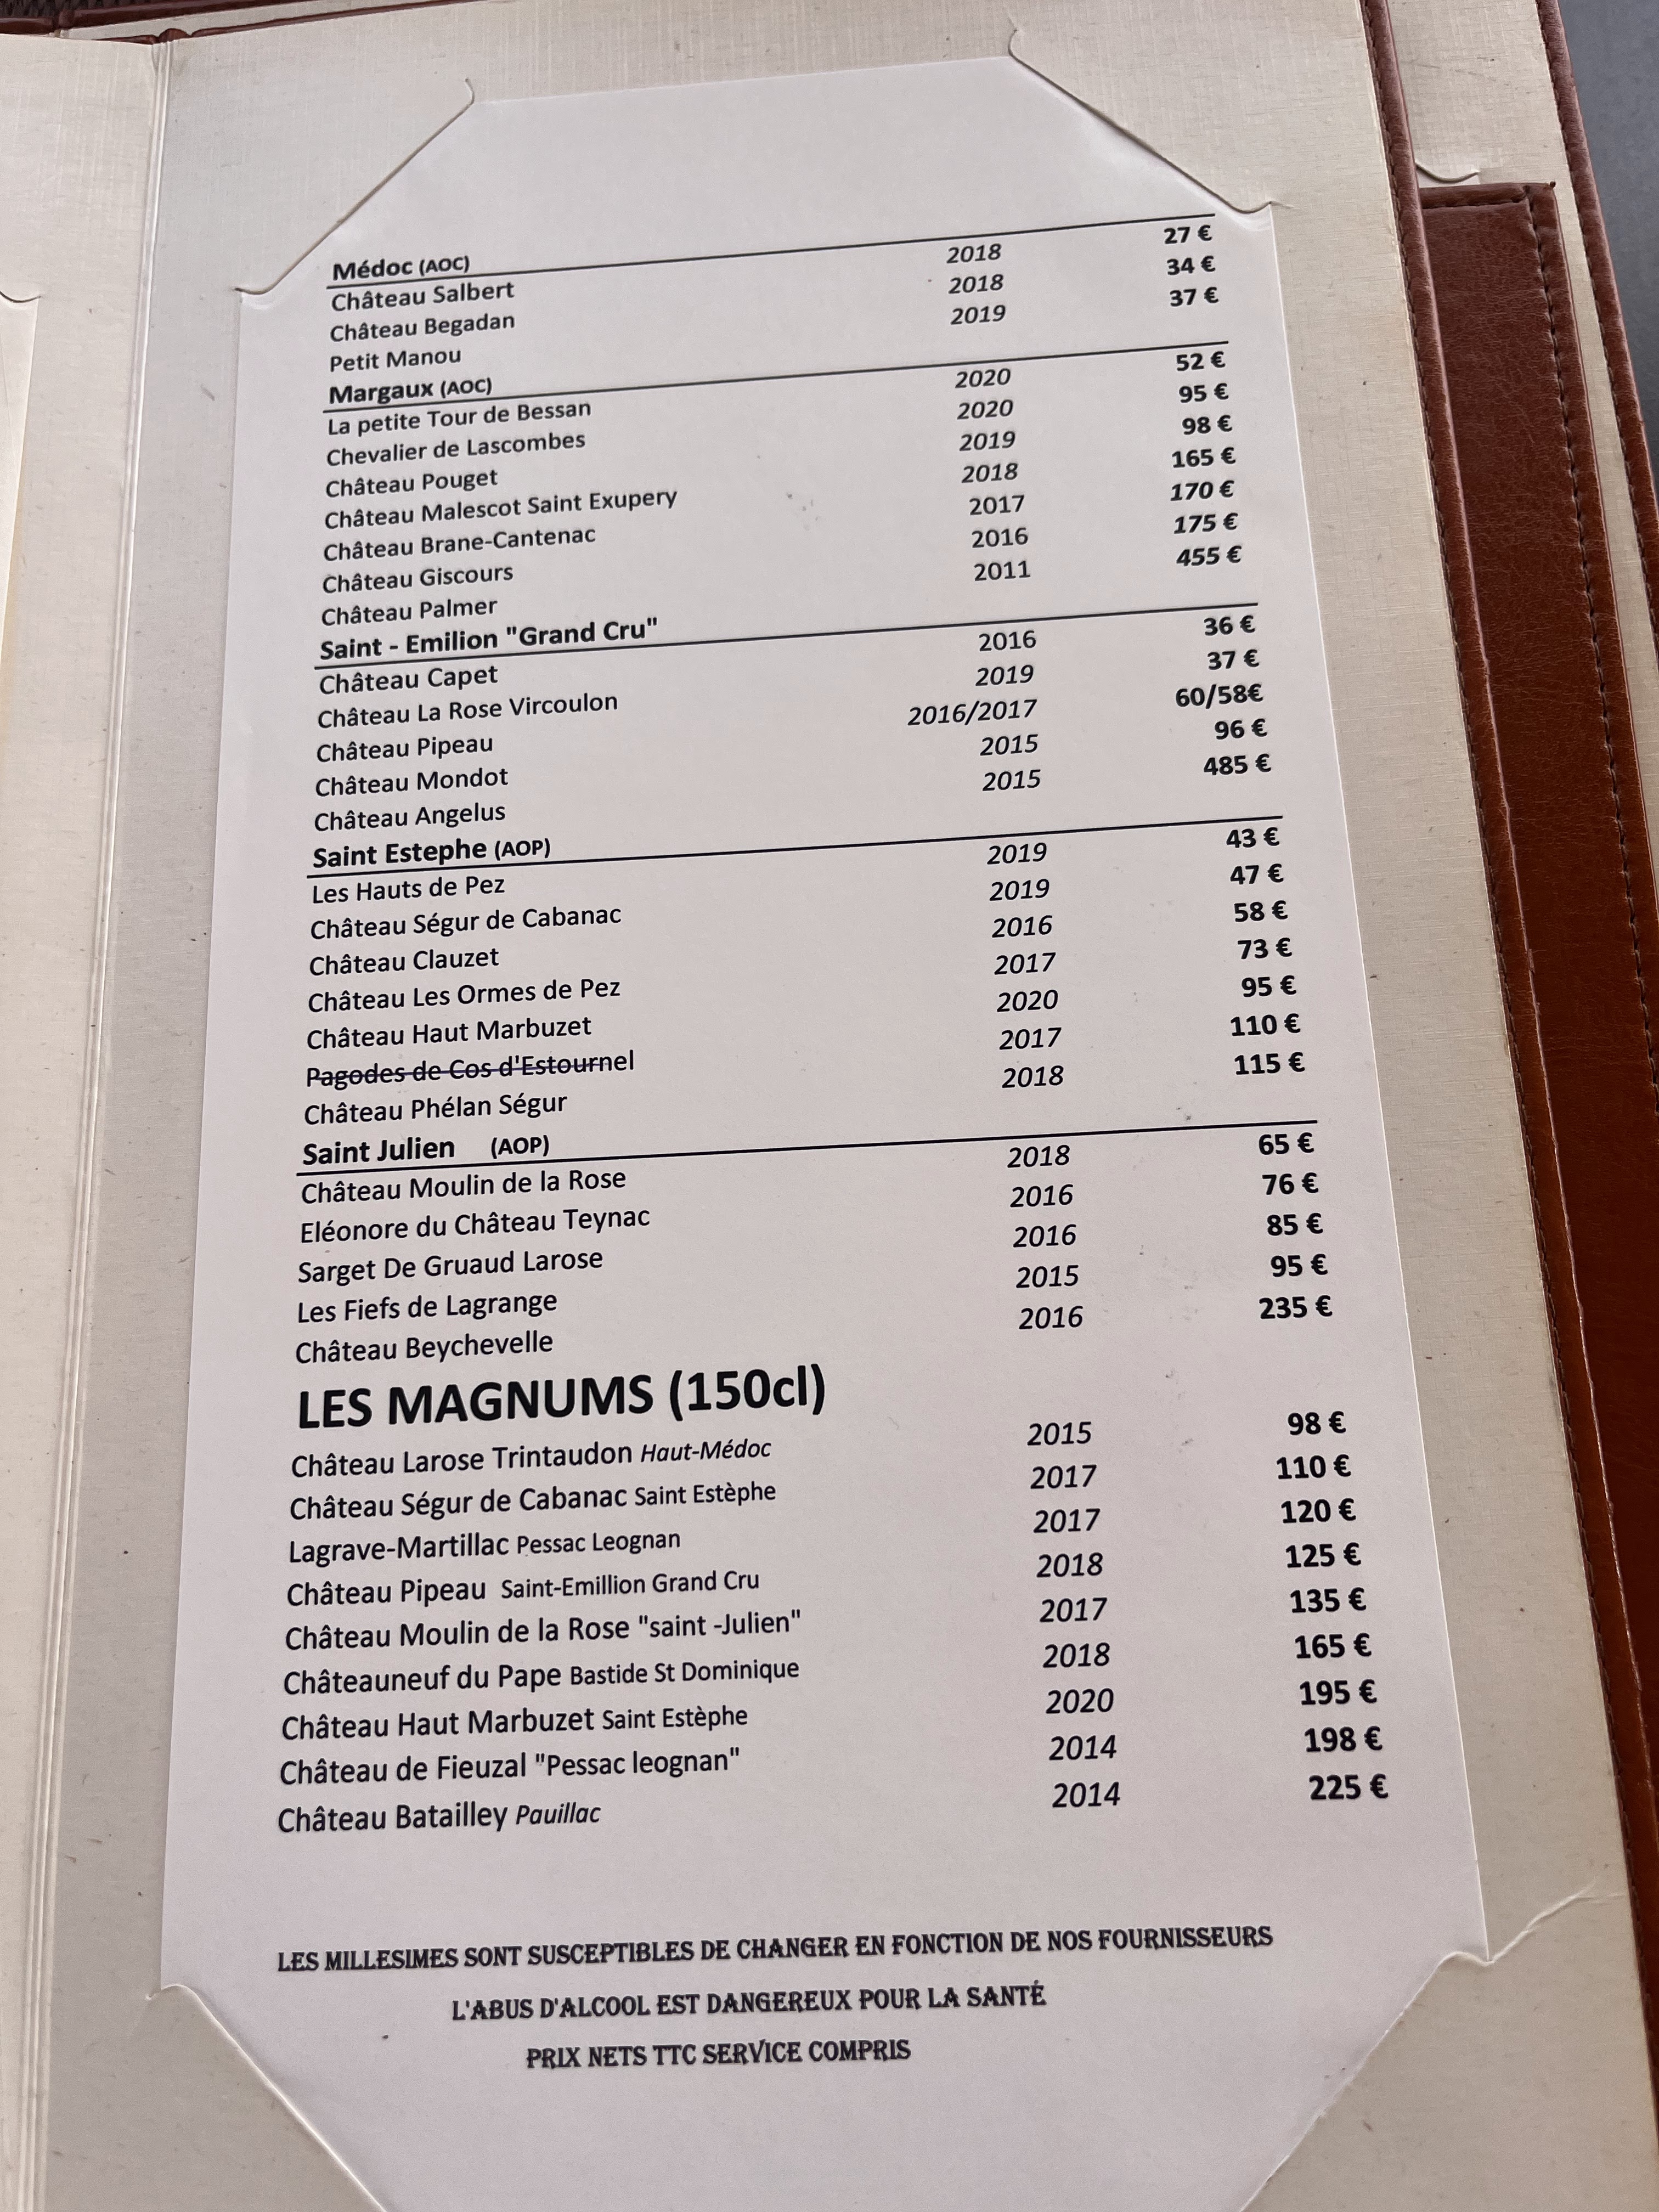 Médoc (AOC)
Château Salbert 2018 27 €
Château Begadan 2018 34 €
Petit Manou 2019 37 €
Margaux (AOC)
La petite Tour de Bessan 2020 52 €
Chevalier de Lascombes 2020 95 €
Château Pouget 2019 98 €
Château Malescot Saint Exupery 2018 165 €
Château Brane-Cantenac 2017 170 €
Château Giscours 2016 175 €
Château Palmer 2011 455 €
Saint - Emilion "Grand Cru"
Château Capet 2016 36 €
Château La Rose Vircoulon 2019 37 €
Château Pipeau 2016/2017 60/58€
Château Mondot 2015 96 €
Château Angelus 2015 485 €
Saint Estephe (AOP)
Les Hauts de Pez 2019 43 €
Château Ségur de Cabanac 2019 47 €
Château Clauzet 2016 58 €
Château Les Ormes de Pez 2017 73 €
Château Haut Marbuzet 2020 95 €
Pagodes de Cos d'Estournel 2017 110 €
Château Phélan Ségur 2018 115 €
Saint Julien (AOP)
Château Moulin de la Rose 2018 65 €
Eléonore du Château Teynac 2016 76 €
Sarget De Gruaud Larose 2016 85 €
Les Fiefs de Lagrange 2015 95 €
Château Beychevelle 2016 235 €
LES MAGNUMS (150cl)
Château Larose Trintaudon Haut-Médoc 2015 98 €
Château Ségur de Cabanac Saint Estèphe 2017 110 €
Lagrave-Martillac Pessac Leognan 2017 120 €
Château Pipeau Saint-Emillion Grand Cru 2018 125 €
Château Moulin de la Rose "saint -Julien" 2017 135 €
Châteauneuf du Pape Bastide St Dominique 2018 165 €
Château Haut Marbuzet Saint Estèphe 2020 195 €
Château de Fieuzal "Pessac leognan" 2014 198 €
Château Batailley Pauillac 2014 225 €
LES MILLESIMES SONT SUSCEPTIBLES DE CHANGER EN FONCTION DE NOS FOURNISSEURS
L'ABUS D'ALCOOL EST DANGEREUX POUR LA SANTÉ
PRIX NETS TTC SERVICE COMPRIS